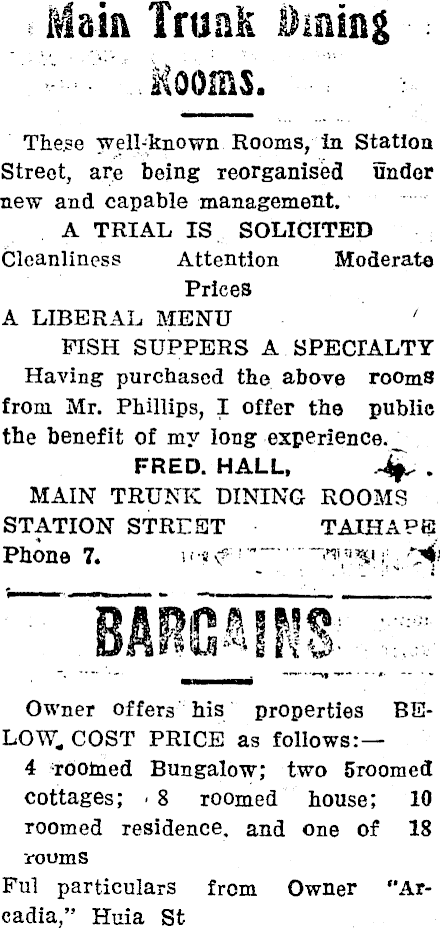 Main Trunk Dining
Rooms.
These well-known Rooms, in Station
Street, are being reorganised under
new and capable management.
A TRIAL IS SOLICITED
Cleanliness Attention Moderate
Prices
A LIBERAL MENU
FISH SUPPERS A SPECIALTY
Having purchased the above rooms
from Mr. Phillips, I offer the public
the benefit of my long experience.
FRED. HALL,
MAIN TRUNK DINING ROOMS
STATION STREET TAIHAPE
Phone 7.
BARGAINS
Owner offers his properties BE-
LOW COST PRICE as follows:—
4 roomed Bungalow; two 5roomed
cottages; 8 roomed house; 10
roomed residence, and one of 18
rooms
Ful particulars from Owner "Ar-
cadia," Huia St